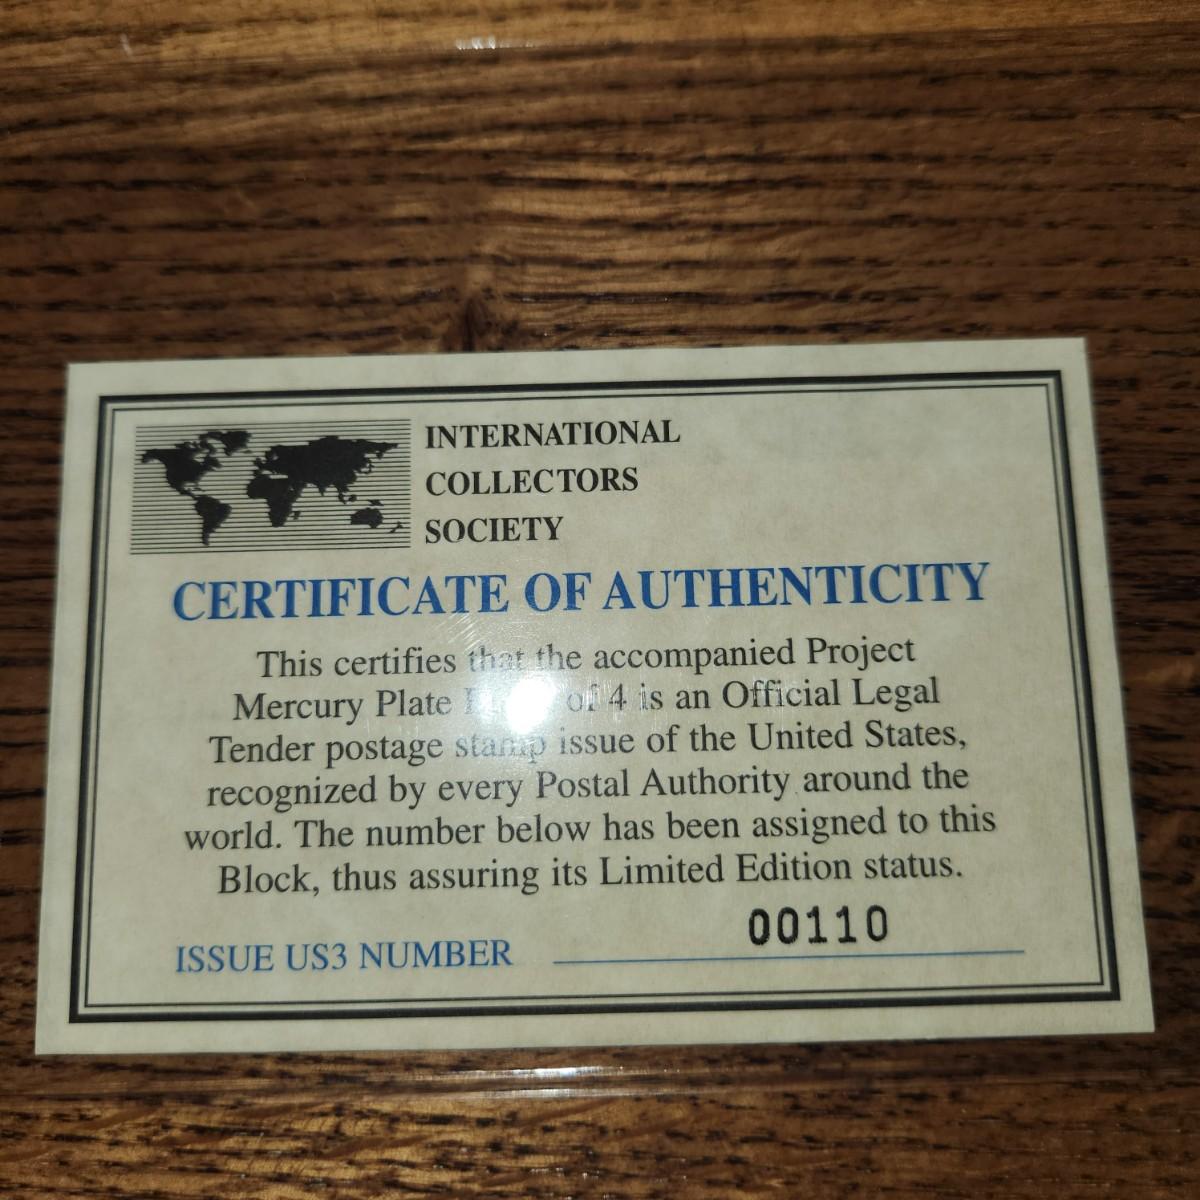 INTERNATIONAL
COLLECTORS
SOCIETY
CERTIFICATE OF AUTHENTICITY
This certifies that the accompanied Project
Mercury Plate of 4 is an Official Legal
Tender postage stamp issue of the United States,
recognized by every Postal Authority around the
world. The number below has been assigned to this
Block, thus assuring its Limited Edition status.
00110
ISSUE US3 NUMBER